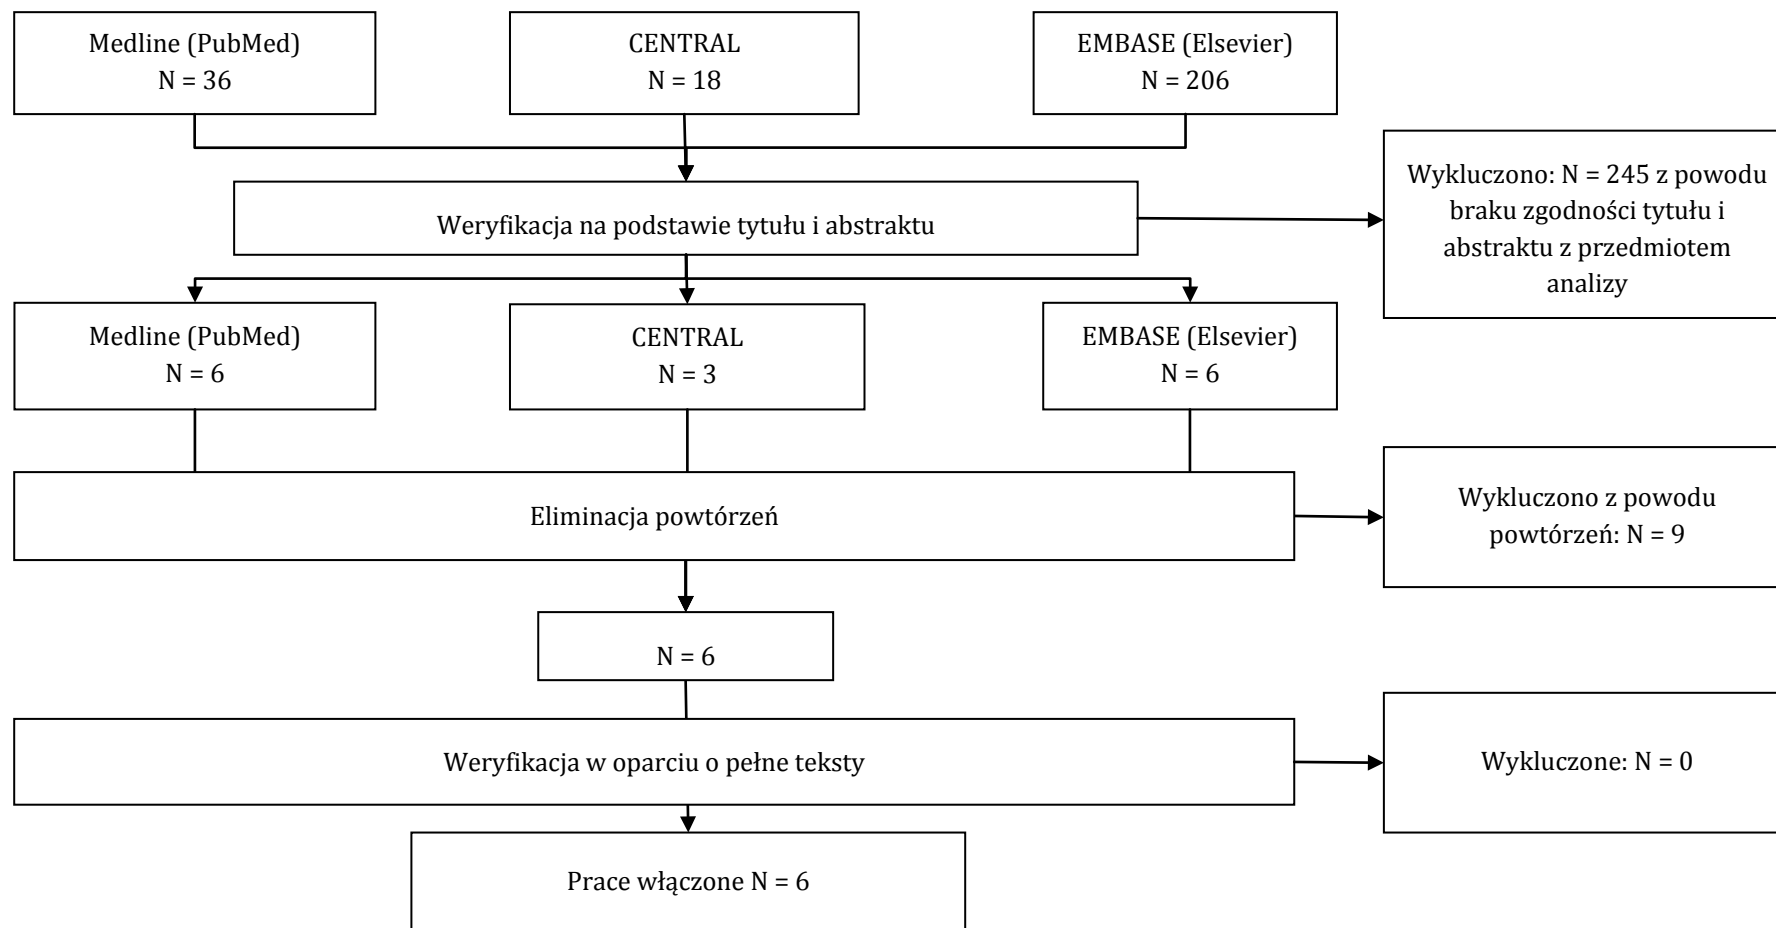 Medline (PubMed)
N = 36
CENTRAL
N = 18
EMBASE (Elsevier)
N = 206
Weryfikacja na podstawie tytułu i abstraktu
Wykluczono: N = 245 z powodu
braku zgodności tytułu i
abstraktu z przedmiotem
analizy
Medline (PubMed)
N = 6
CENTRAL
N = 3
EMBASE (Elsevier)
N = 6
Eliminacja powtórzeń
Wykluczono z powodu
powtórzeń: N = 9
N = 6
Weryfikacja w oparciu o pełne teksty
Wykluczone: N = 0
Prace włączone N = 6